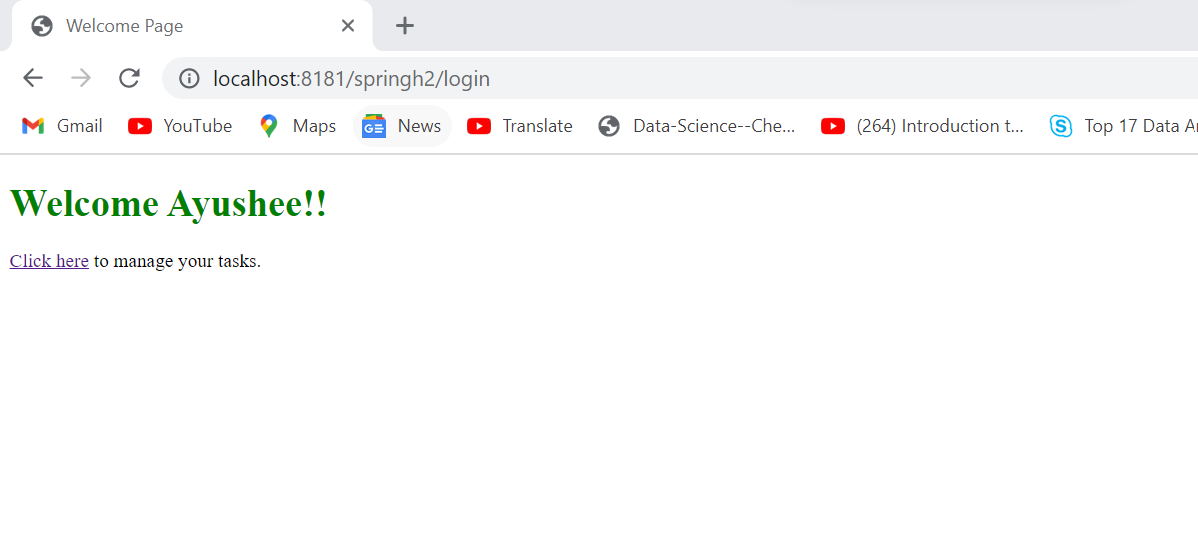 Welcome Page
localhost:8181/springh2/login
Gmail YouTube Maps News Translate Data-Science--Che... (264) Introduction t... Top 17 Data
Welcome Ayushee!!
Click here to manage your tasks.